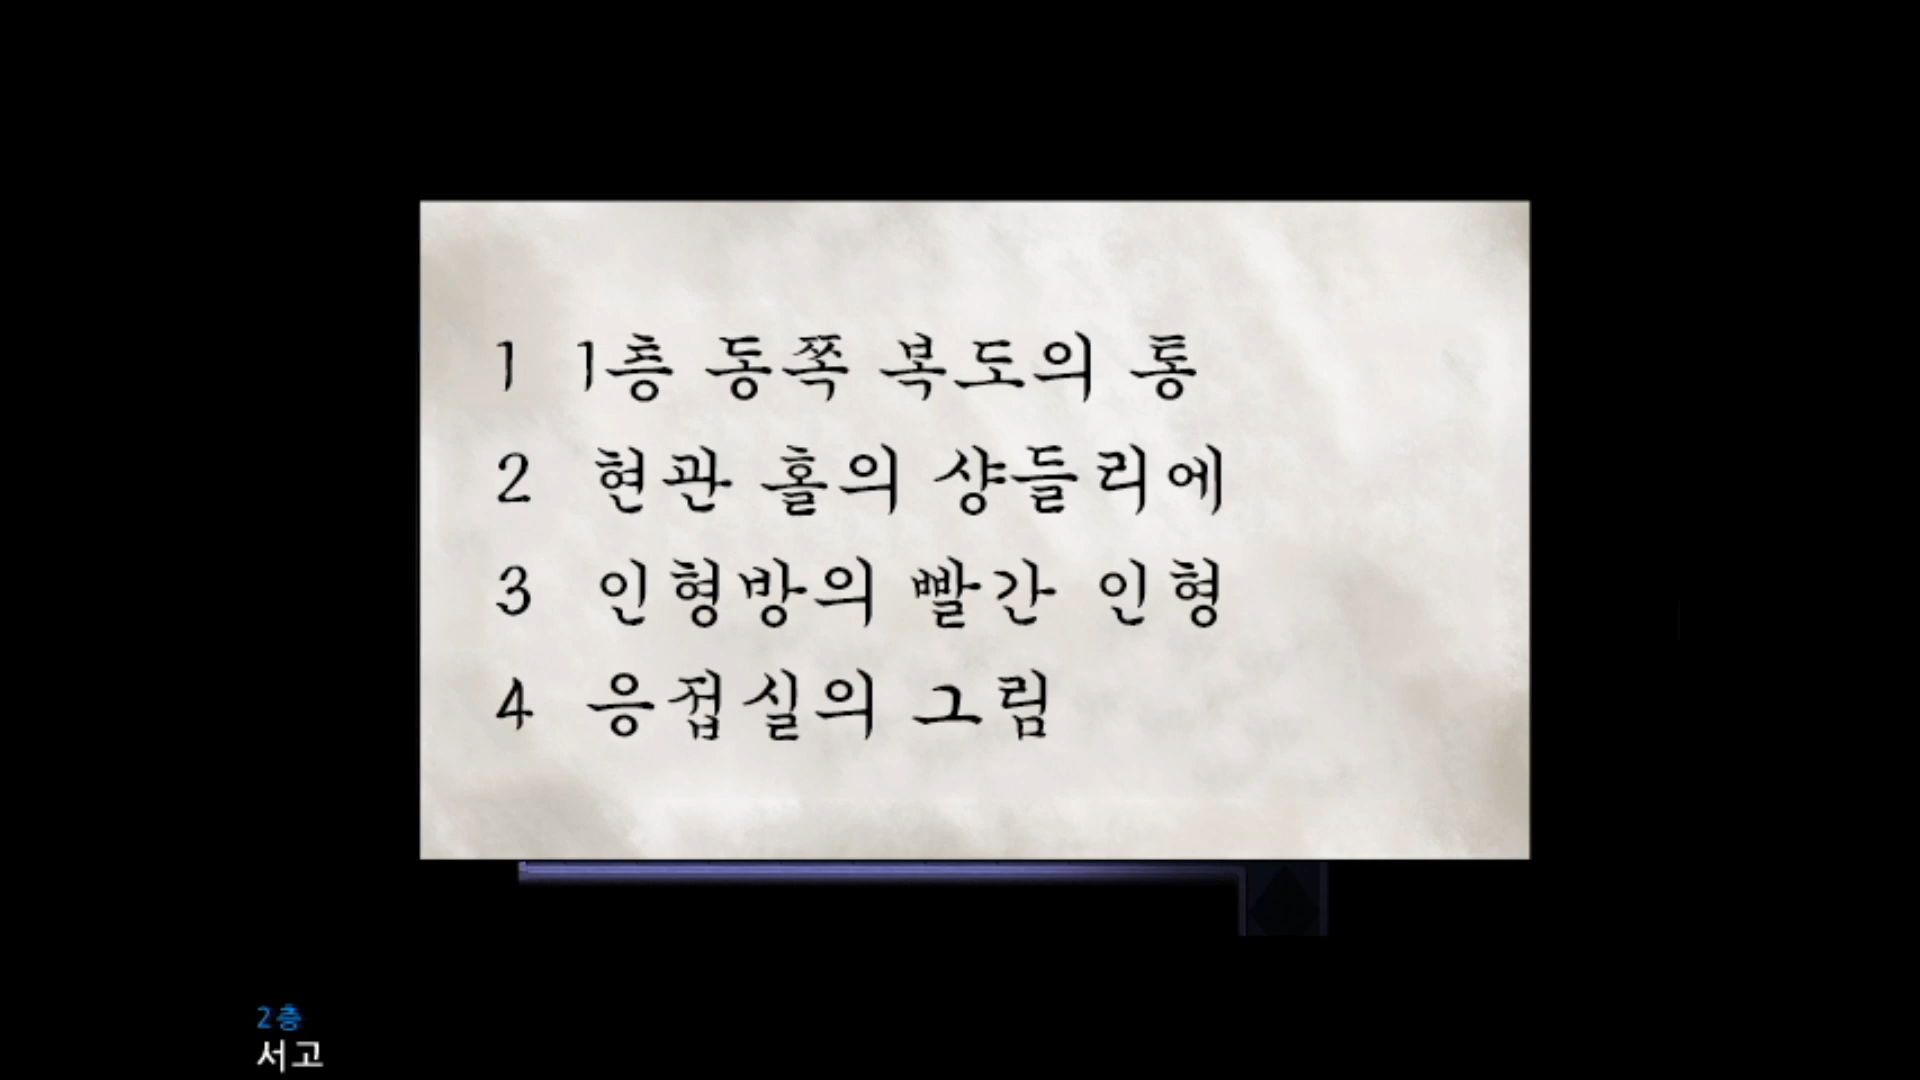 1 1층 동쪽 복도의 통
2 현관 홀의 샹들리에
3 인형방의 빨간 인형
4 응접실의 그림
2층
서고